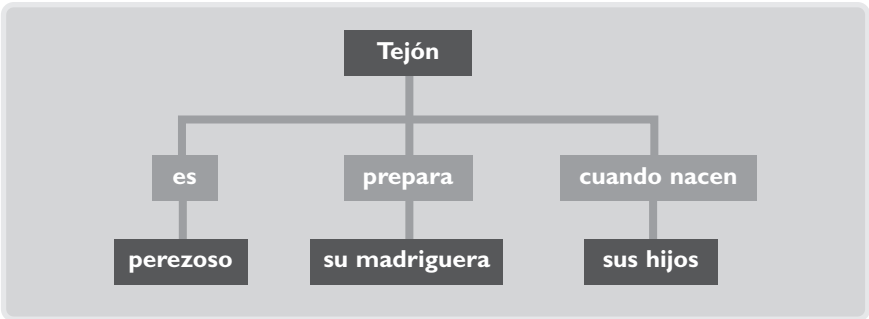 Tejón
es
prepara
cuando nacen
perezoso
su madriguera
sus hijos